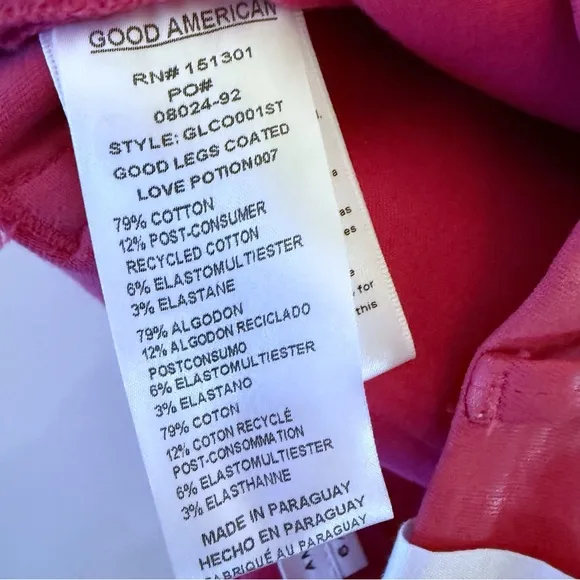 GOOD AMERICAN
RN# 151301
PO#
08024-92
STYLE: GLCO001ST
GOOD LEGS COATED
LOVE POTION007
79% COTTON
12% POST-CONSUMER
RECYCLED COTTON
6% ELASTOMULTIESTER
3% ELASTANE
79% ALGODON
12% ALGODON RECICLADO
POSTCONSUMO
6% ELASTOMULTIESTER
3% ELASTANO
79% COTON
12% COTON RECYCLÉ
POST-CONSOMMATION
6% ELASTOMULTIESTER
3% ELASTHANNE
MADE IN PARAGUAY
HECHO EN PARAGUAY
FABRIQUÉ AU PARAGUAY
for
this